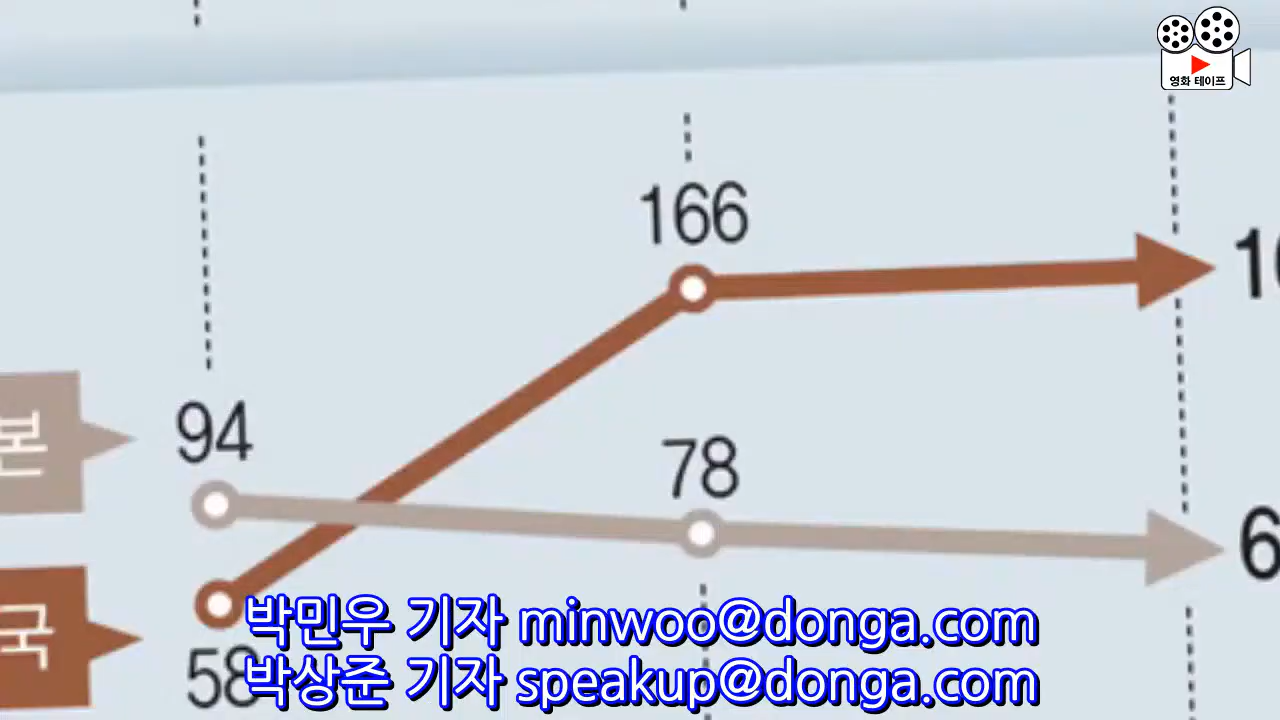 영화 테이프
166
94
78
본
국
58
박민우 기자 minwoo@donga.com
박상준 기자 speakup@donga.com